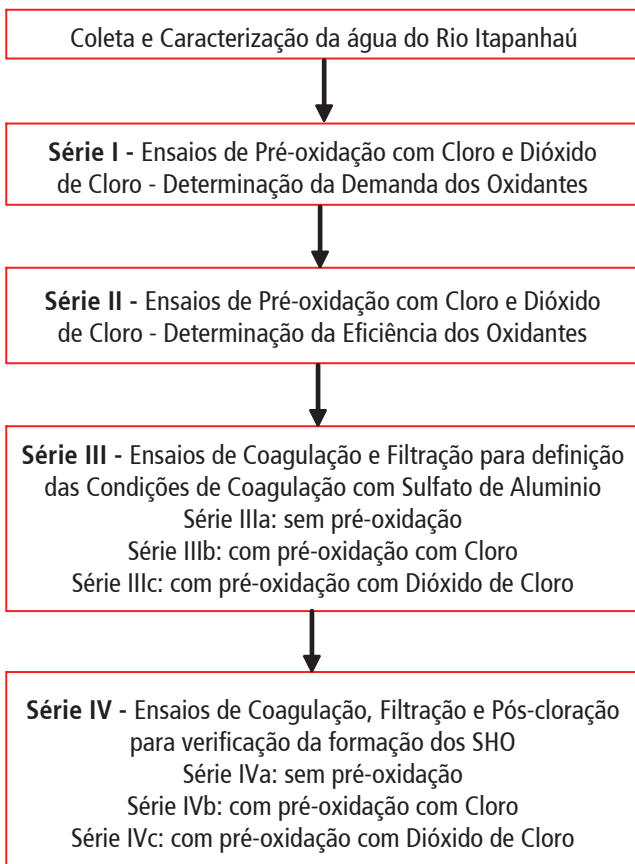 Coleta e Caracterização da água do Rio Itapanhaú
Série I - Ensaios de Pré-oxidação com Cloro e Dióxido
de Cloro - Determinação da Demanda dos Oxidantes
Série II - Ensaios de Pré-oxidação com Cloro e Dióxido
de Cloro - Determinação da Eficiência dos Oxidantes
Série III - Ensaios de Coagulação e Filtração para definição
das Condições de Coagulação com Sulfato de Aluminio
Série IIIa: sem pré-oxidação
Série IIIb: com pré-oxidação com Cloro
Série IIIc: com pré-oxidação com Dióxido de Cloro
Série IV - Ensaios de Coagulação, Filtração e Pós-cloração
para verificação da formação dos SHO
Série IVa: sem pré-oxidação
Série IVb: com pré-oxidação com Cloro
Série IVc: com pré-oxidação com Dióxido de Cloro